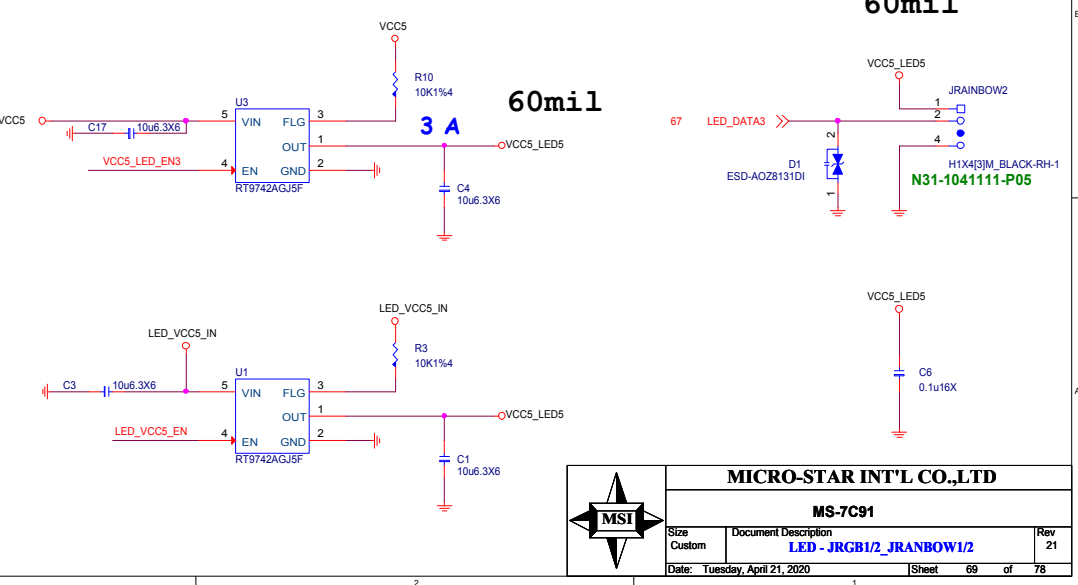 60mil
B
VCC5
R10
10K1%4
60mil
VCC5_LED5
JRAINBOW2
U3
VCC5
C17
10u6.3X6
5
VIN
FLG
3
3 A
OUT
1
VCC5_LED5
VCC5_LED_EN3
4
EN
GND
2
RT9742AGJ5F
C4
10u6.3X6
67
LED_DATA3
1
2
4
2
D1
ESD-AOZ8131DI
1
H1X4[3]M_BLACK-RH-1
N31-1041111-P05
LED_VCC5_IN
LED_VCC5_IN
R3
10K1%4
VCC5_LED5
C6
0.1u16X
U1
C3
10u6.3X6
5
VIN
FLG
3
A
OUT
1
VCC5_LED5
LED_VCC5_EN
4
EN
GND
2
RT9742AGJ5F
C1
10u6.3X6
MSI
MICRO-STAR INT'L CO.,LTD
MS-7C91
Size
Custom
Document Description
LED - JRGB1/2_JRANBOW1/2
Rev
21
Date: Tuesday, April 21, 2020
Sheet 69 of 78
2
1